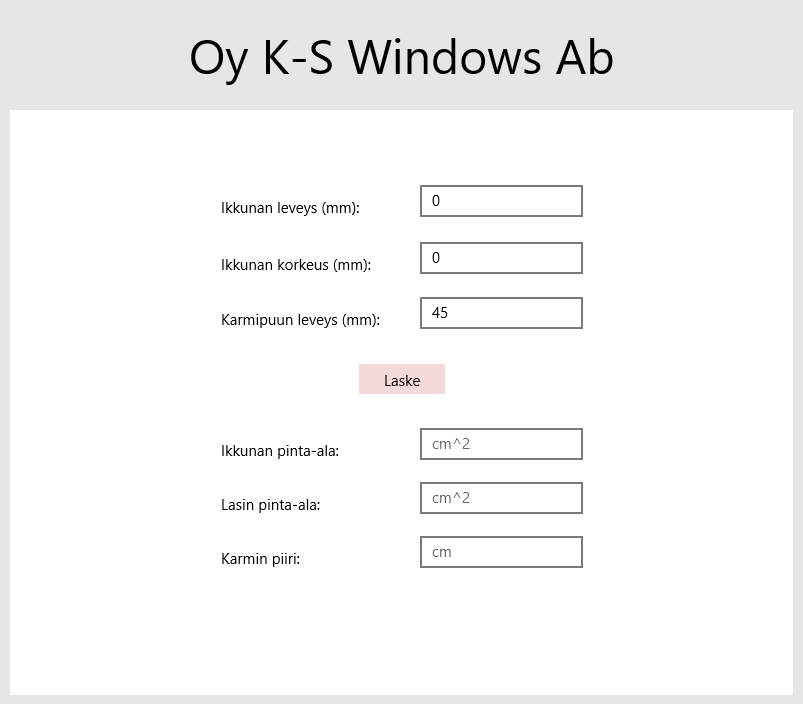 Oy K-S Windows Ab
Ikkunan leveys (mm): 0
Ikkunan korkeus (mm): 0
Karmipuun leveys (mm): 45
Laske
Ikkunan pinta-ala: cm^2
Lasin pinta-ala: cm^2
Karmin piiri: cm